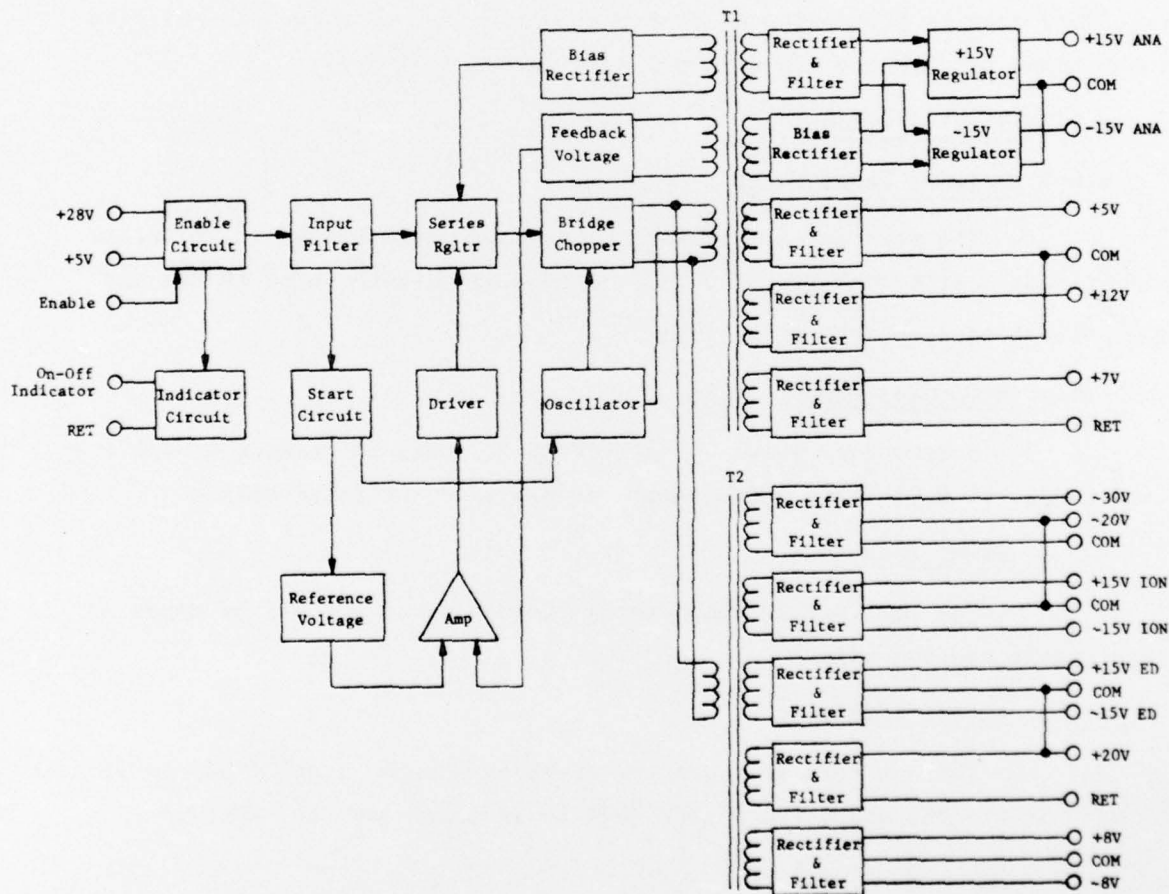 T1
Bias
Rectifier
Rectifier
&
Filter
+15V
Regulator
+15V ANA
COM
Feedback
Voltage
Bias
Rectifier
~15V
Regulator
-15V ANA
+28V
+5V
Enable
Enable
Circuit
Input
Filter
Series
Rgltr
Bridge
Chopper
Rectifier
&
Filter
+5V
COM
Rectifier
&
Filter
+12V
On-Off
Indicator
RET
Indicator
Circuit
Start
Circuit
Driver
Oscillator
Rectifier
&
Filter
+7V
RET
T2
Rectifier
&
Filter
~30V
~20V
COM
Reference
Voltage
Amp
Rectifier
&
Filter
+15V ION
COM
~15V ION
Rectifier
&
Filter
+15V ED
COM
~15V ED
Rectifier
&
Filter
+20V
RET
Rectifier
&
Filter
+8V
COM
~8V